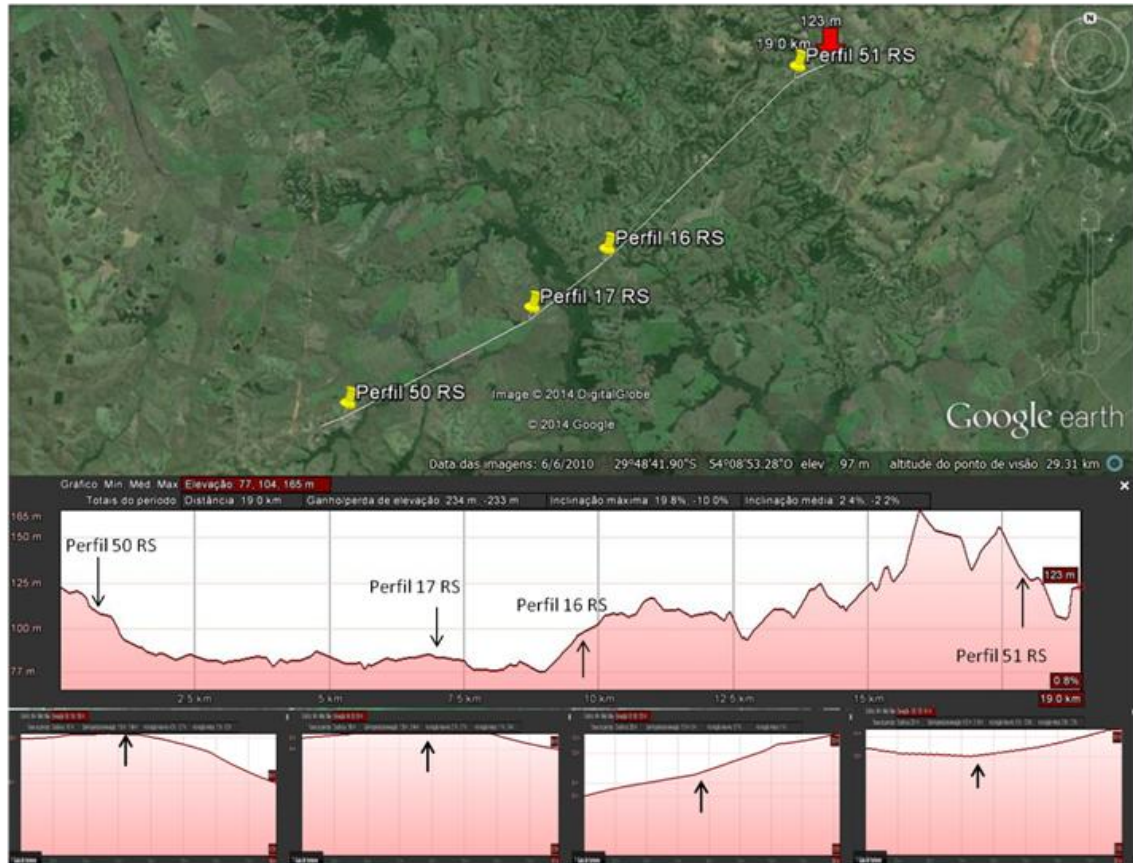 N
123 m
19.0 km
Perfil 51 RS
Perfil 16 RS
Perfil 17 RS
Perfil 50 RS
Image © 2014 DigitalGlobe
© 2014 Google
Google earth
Data das imagens: 6/6/2010 29°48'41.90"S 54°08'53.28"O elev 97 m altitude do ponto de visão 29.31 km
Gráfico Min. Méd. Max Elevação: 77, 104, 165 m
Totais do período Distância: 19.0 km Ganho/perda de elevação: 234 m, -233 m Inclinação máxima: 19.8%, -10.0% Inclinação média: 2.4%, -2.2%
165 m
150 m
125 m
100 m
77 m
Perfil 50 RS
Perfil 17 RS
Perfil 16 RS
Perfil 51 RS
123 m
0.8%
2.5 km
5 km
7.5 km
10 km
12.5 km
15 km
19.0 km